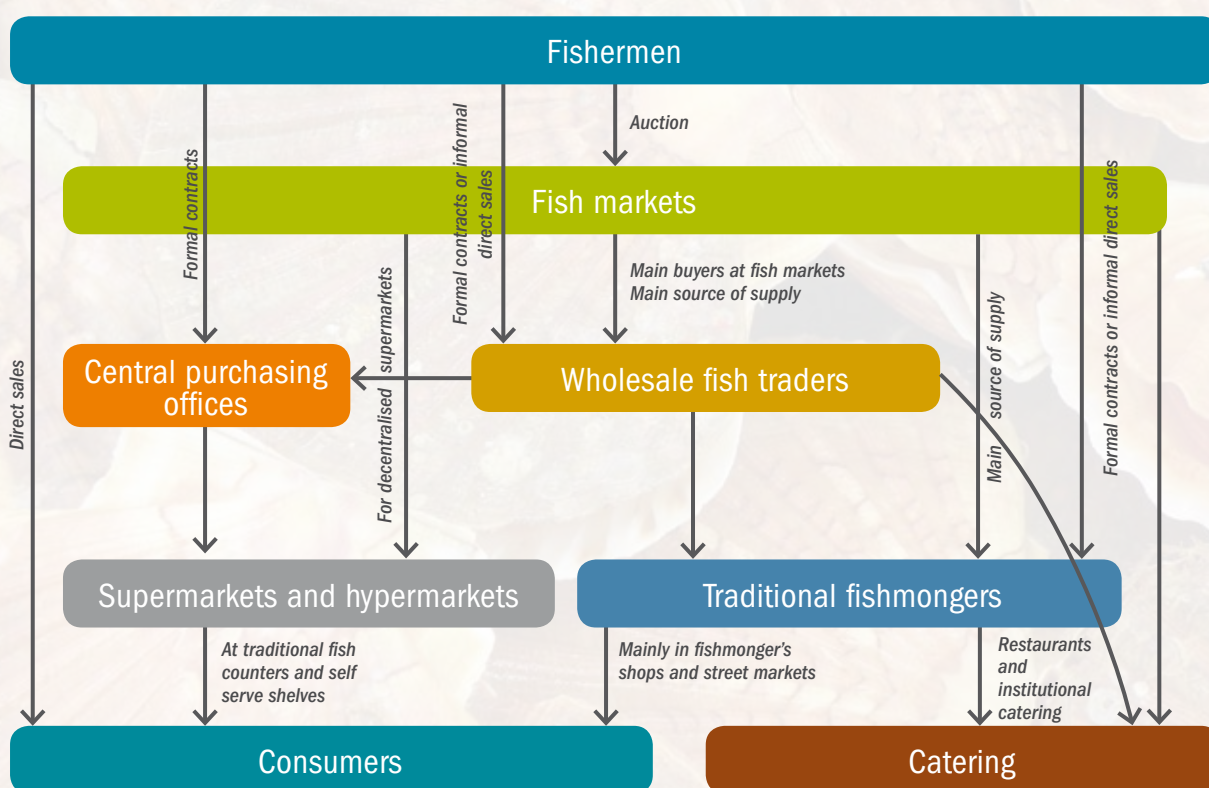 Fishermen
Auction
Formal contracts
Formal contracts or informal
direct sales
Formal contracts or informal direct sales
Fish markets
Main buyers at fish markets
Main source of supply
For decentralised supermarkets
Main source of supply
Direct sales
Central purchasing
offices
Wholesale fish traders
Supermarkets and hypermarkets
Traditional fishmongers
At traditional fish
counters and self
serve shelves
Mainly in fishmonger's
shops and street markets
Restaurants
and
institutional
catering
Consumers
Catering